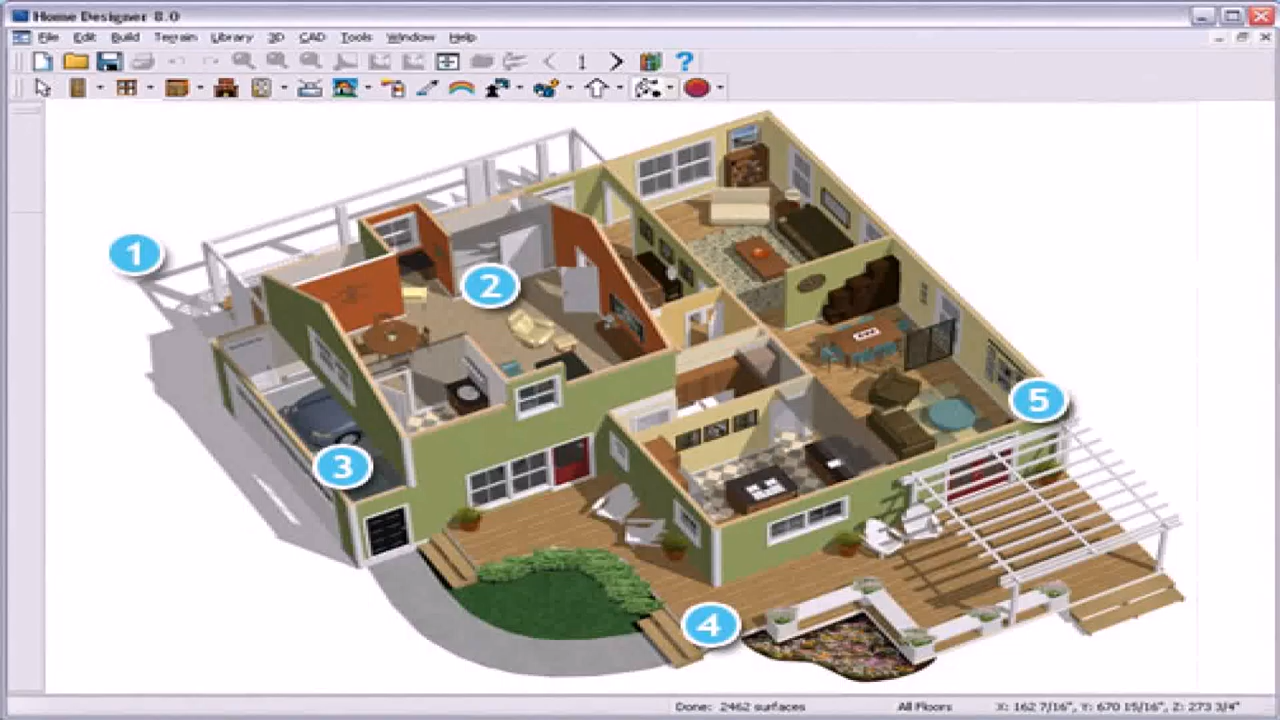 Home Designer 8.0
File Edit Build Terrain Library 3D CAD Tools Window Help
1 ?
1
2
3
4
5
Done: 2462 surfaces All Floors X: 162 7/16", Y: 670 15/16", Z: 273 3/4"